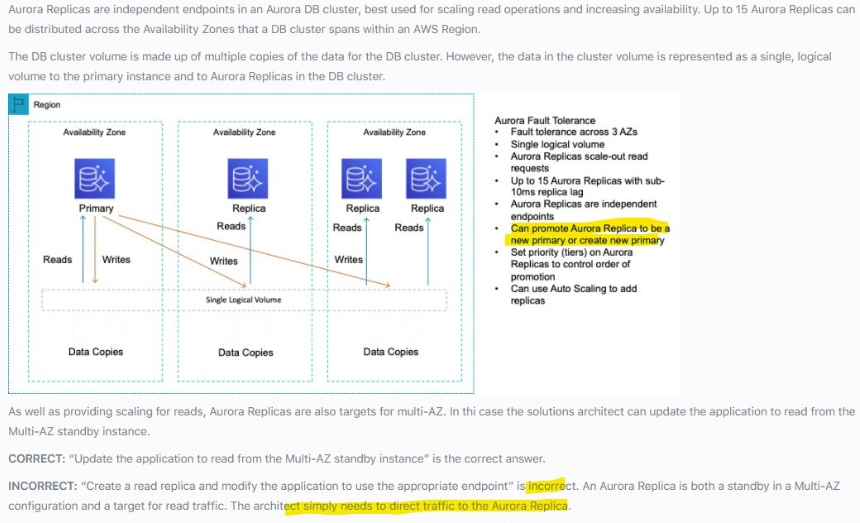 Aurora Replicas are independent endpoints in an Aurora DB cluster, best used for scaling read operations and increasing availability. Up to 15 Aurora Replicas can
be distributed across the Availability Zones that a DB cluster spans within an AWS Region.
The DB cluster volume is made up of multiple copies of the data for the DB cluster. However, the data in the cluster volume is represented as a single, logical
volume to the primary instance and to Aurora Replicas in the DB cluster.
Region
Availability Zone
Availability Zone
Availability Zone
Primary
Replica
Replica
Replica
Reads
Reads
Reads
Reads
Writes
Writes
Writes
Single Logical Volume
Data Copies
Data Copies
Data Copies
Aurora Fault Tolerance
• Fault tolerance across 3 AZs
• Single logical volume
• Aurora Replicas scale-out read
requests
• Up to 15 Aurora Replicas with sub-
10ms replica lag
• Aurora Replicas are independent
endpoints
• Can promote Aurora Replica to be a
new primary or create new primary
• Set priority (tiers) on Aurora
Replicas to control order of
promotion
• Can use Auto Scaling to add
replicas
As well as providing scaling for reads, Aurora Replicas are also targets for multi-AZ. In thi case the solutions architect can update the application to read from the
Multi-AZ standby instance.
CORRECT: “Update the application to read from the Multi-AZ standby instance” is the correct answer.
INCORRECT: “Create a read replica and modify the application to use the appropriate endpoint” is incorrect. An Aurora Replica is both a standby in a Multi-AZ
configuration and a target for read traffic. The architect simply needs to direct traffic to the Aurora Replica.